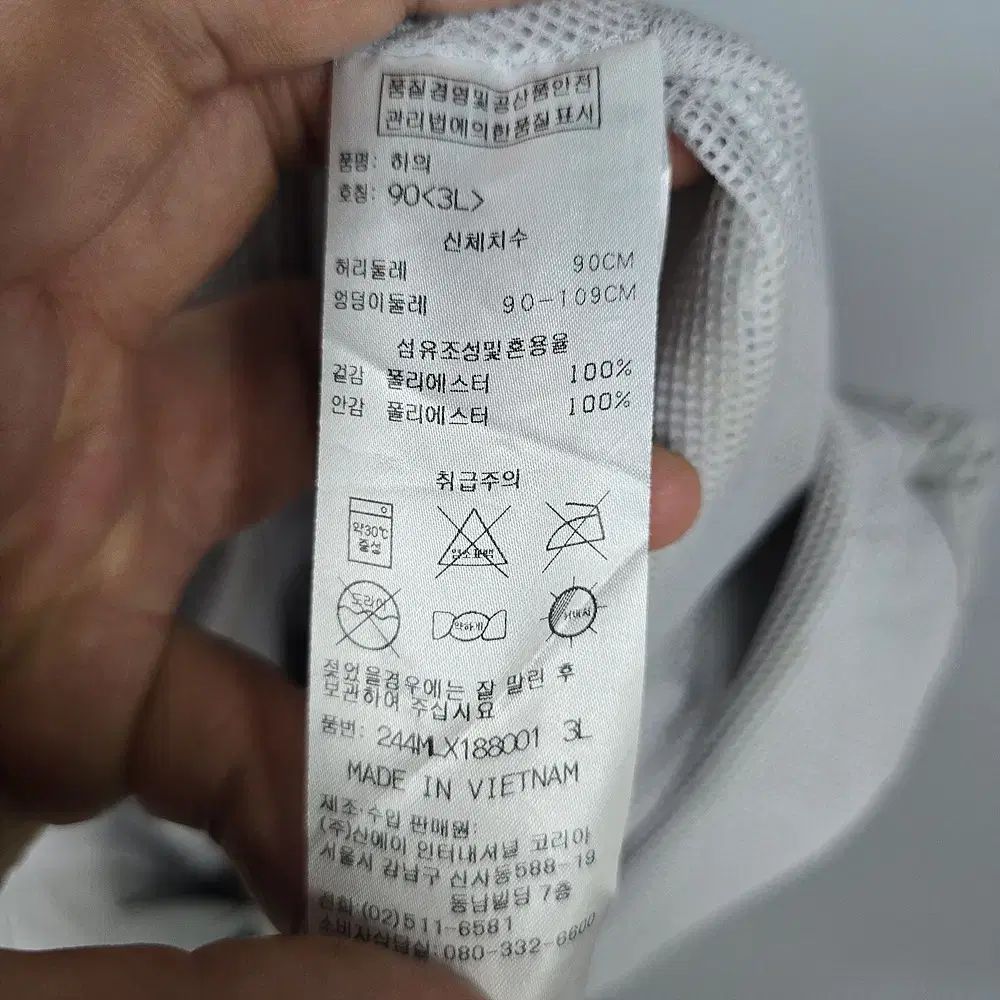 품질경영및공산품안전
관리법에의한품질표시
품명: 하의
호칭: 90<3L>
신체치수
허리둘레 90CM
엉덩이둘레 90-109CM
섬유조성및혼용율
겉감 폴리에스터 100%
안감 폴리에스터 100%
취급주의
약30℃
중성
염소표백
드라이
약하게
젖었을경우에는 잘 말린 후
보관하여 주십시요
품번: 244MLX188001 3L
MADE IN VIETNAM
제조·수입 판매원:
(주)산에이 인터내셔널 코리아
서울시 강남구 신사동588-19
동남빌딩 7층
전화 (02)511-6581
소비자상담실:080-332-6600